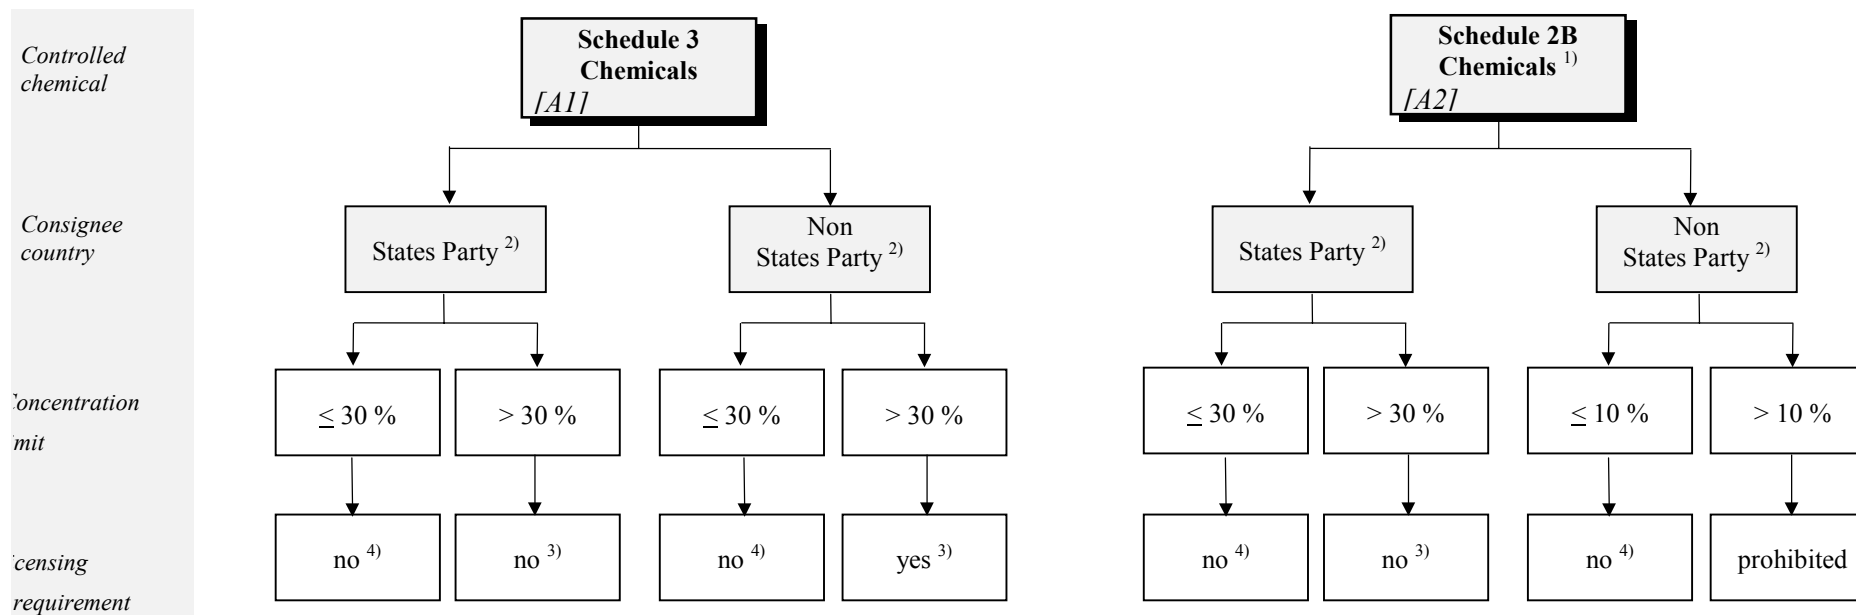 Controlled
chemical
Schedule 3
Chemicals
[A1]
Schedule 2B
Chemicals 1)
[A2]
Consignee
country
States Party 2)
Non
States Party 2)
States Party 2)
Non
States Party 2)
oncentration
mit
≤ 30 %
> 30 %
≤ 30 %
> 30 %
≤ 30 %
> 30 %
≤ 10 %
> 10 %
censing
requirement
no 4)
no 3)
no 4)
yes 3)
no 4)
no 3)
no 4)
prohibited